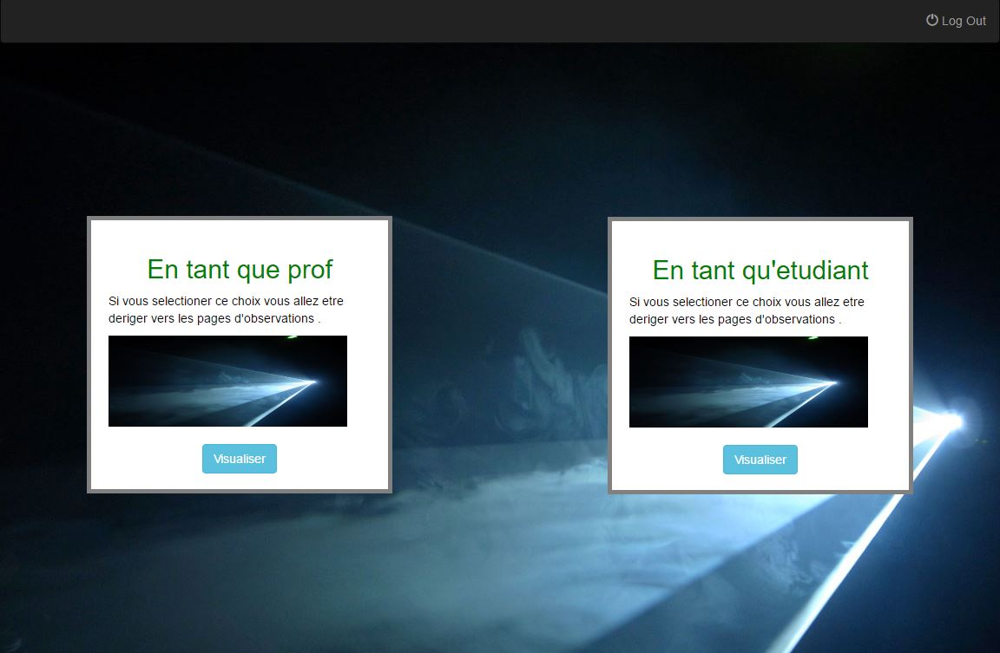 Log Out
En tant que prof
Si vous selectioner ce choix vous allez etre
deriger vers les pages d'observations .
Visualiser
En tant qu'etudiant
Si vous selectioner ce choix vous allez etre
deriger vers les pages d'observations .
Visualiser